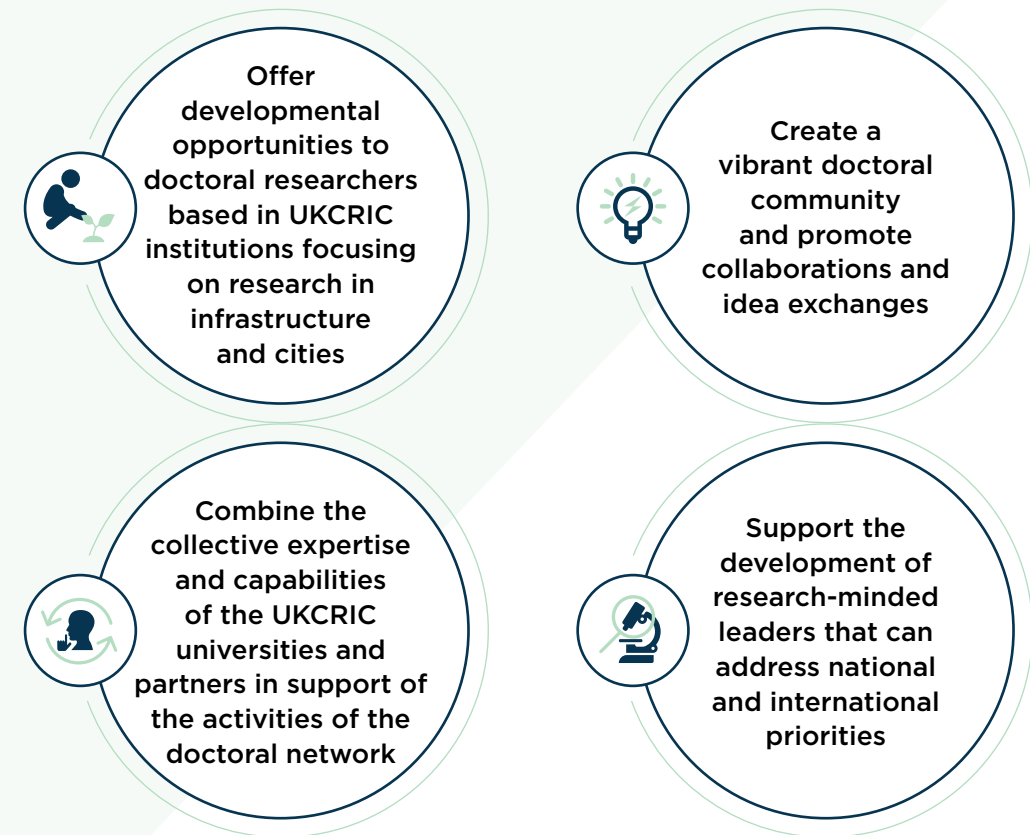 Offer
developmental
opportunities to
doctoral researchers
based in UKCRIC
institutions focusing
on research in
infrastructure
and cities
Create a
vibrant doctoral
community
and promote
collaborations and
idea exchanges
Combine the
collective expertise
and capabilities
of the UKCRIC
universities and
partners in support of
the activities of the
doctoral network
Support the
development of
research-minded
leaders that can
address national
and international
priorities